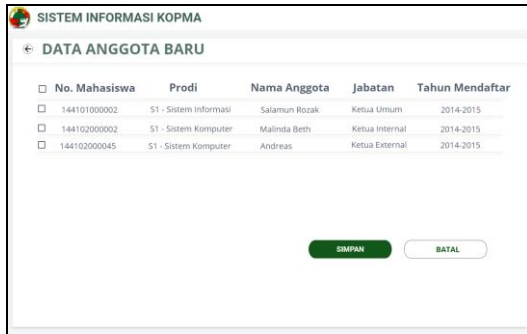 SISTEM INFORMASI KOPMA
DATA ANGGOTA BARU
No. Mahasiswa Prodi Nama Anggota Jabatan Tahun Mendaftar
144101000002 S1 - Sistem Informasi Salamun Rozak Ketua Umum 2014-2015
144102000002 S1 - Sistem Komputer Malinda Beth Ketua Internal 2014-2015
144102000045 S1 - Sistem Komputer Andreas Ketua External 2014-2015
SIMPAN BATAL